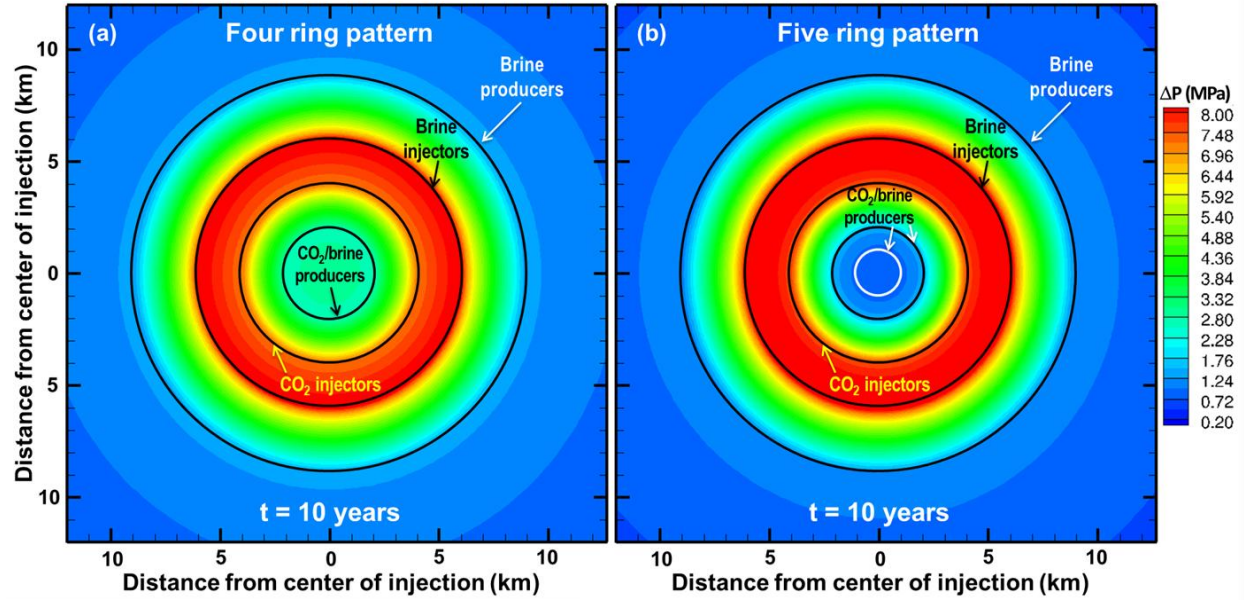 (a)
Four ring pattern
Brine
producers
Brine
injectors
CO₂/brine
producers
CO₂ injectors
t = 10 years
10
5
0
5
10
Distance from center of injection (km)
10
5
0
5
10
Distance from center of injection (km)
(b)
Five ring pattern
Brine
producers
Brine
injectors
CO₂/brine
producers
CO₂ injectors
t = 10 years
10
5
0
5
10
Distance from center of injection (km)
ΔP (MPa)
8.00
7.48
6.96
6.44
5.92
5.40
4.88
4.36
3.84
3.32
2.80
2.28
1.76
1.24
0.72
0.20